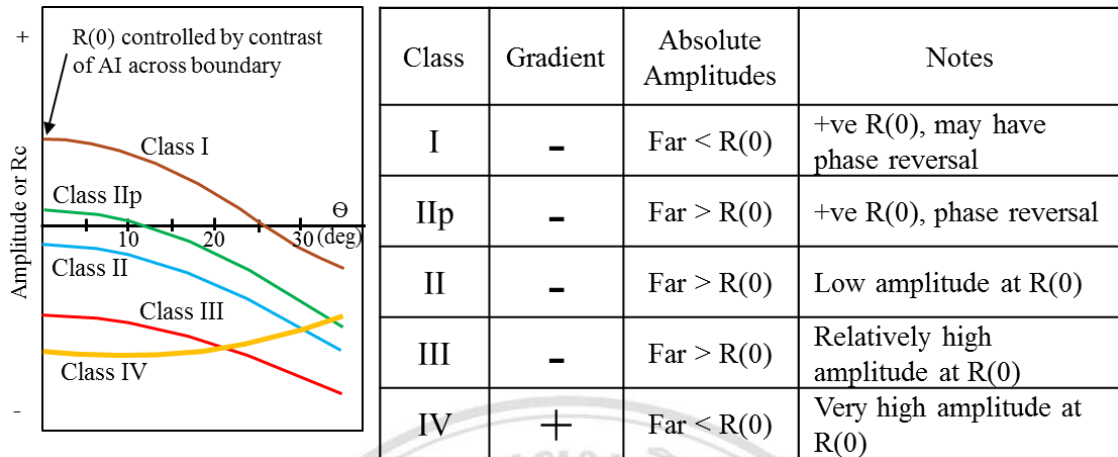 +
R(0) controlled by contrast
of AI across boundary
Class I
Class IIp
Θ
10
20
30
(deg)
Class II
Class III
Class IV
-
Amplitude or Rc
Class
Gradient
Absolute
Amplitudes
Notes
I
-
Far < R(0)
+ve R(0), may have
phase reversal
IIp
-
Far > R(0)
+ve R(0), phase reversal
II
-
Far > R(0)
Low amplitude at R(0)
III
-
Far > R(0)
Relatively high
amplitude at R(0)
IV
+
Far < R(0)
Very high amplitude at
R(0)